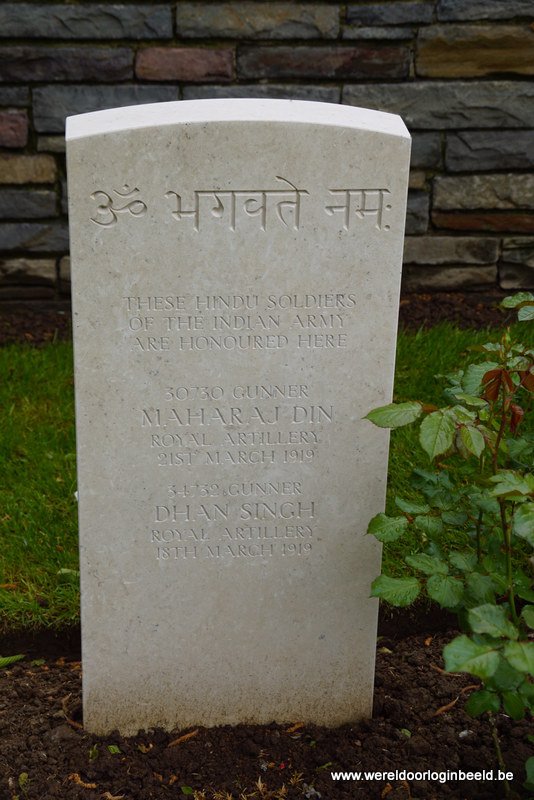 ॐ भगवते नमः
THESE HINDU SOLDIERS
OF THE INDIAN ARMY
ARE HONOURED HERE
30730 GUNNER
MAHARAJ DIN
ROYAL ARTILLERY
21ST MARCH 1919
34732 GUNNER
DHAN SINGH
ROYAL ARTILLERY
18TH MARCH 1919
www.wereldoorloginbeeld.be